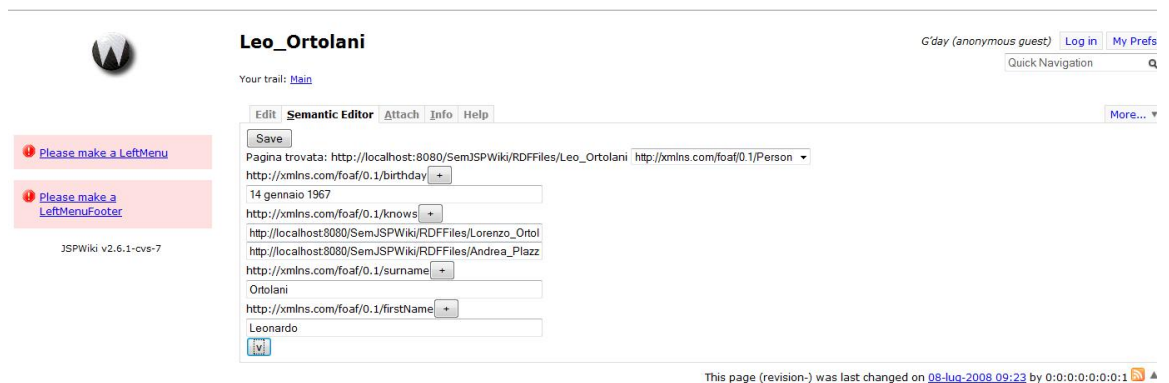 Leo_Ortolani
G'day (anonymous guest) Log in My Prefs
Quick Navigation
Your trail: Main
Edit Semantic Editor Attach Info Help More...
Please make a LeftMenu
Please make a
LeftMenuFooter
JSPWiki v2.6.1-cvs-7
Save
Pagina trovata: http://localhost:8080/SemJSPWiki/RDFFiles/Leo_Ortolani http://xmlns.com/foaf/0.1/Person
http://xmlns.com/foaf/0.1/birthday +
14 gennaio 1967
http://xmlns.com/foaf/0.1/knows +
http://localhost:8080/SemJSPWiki/RDFFiles/Lorenzo_Ortol
http://localhost:8080/SemJSPWiki/RDFFiles/Andrea_Plazz
http://xmlns.com/foaf/0.1/surname +
Ortolani
http://xmlns.com/foaf/0.1/firstName +
Leonardo
v
This page (revision-) was last changed on 08-lug-2008 09:23 by 0:0:0:0:0:0:0:1